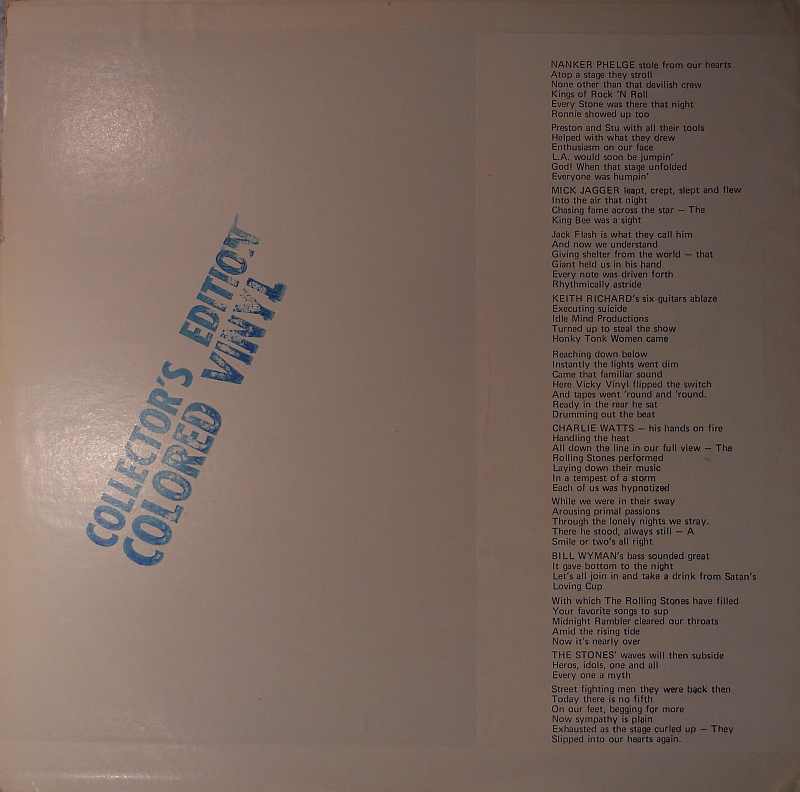 COLLECTOR'S EDITION
COLORED VINYL
NANKER PHELGE stole from our hearts
Atop a stage they stroll
None other than that devilish crew
Kings of Rock 'N Roll
Every Stone was there that night
Ronnie showed up too
Preston and Stu with all their tools
Helped with what they drew
Enthusiasm on our face
L.A. would soon be jumpin'
God! When that stage unfolded
Everyone was humpin'
MICK JAGGER leapt, crept, slept and flew
Into the air that night
Chasing fame across the star — The
King Bee was a sight
Jack Flash is what they call him
And now we understand
Giving shelter from the world — that
Giant held us in his hand
Every note was driven forth
Rhythmically astride
KEITH RICHARD's six guitars ablaze
Executing suicide
Idle Mind Productions
Turned up to steal the show
Honky Tonk Women came
Reaching down below
Instantly the lights went dim
Came that familiar sound
Here Vicky Vinyl flipped the switch
And tapes went 'round and 'round.
Ready in the rear he sat
Drumming out the beat
CHARLIE WATTS — his hands on fire
Handling the heat
All down the line in our full view — The
Rolling Stones performed
Laying down their music
In a tempest of a storm
Each of us was hypnotized
While we were in their sway
Arousing primal passions
Through the lonely nights we stray.
There he stood, always still — A
Smile or two's all right
BILL WYMAN's bass sounded great
It gave bottom to the night
Let's all join in and take a drink from Satan's
Loving Cup
With which The Rolling Stones have filled
Your favorite songs to sup
Midnight Rambler cleared our throats
Amid the rising tide
Now it's nearly over
THE STONES' waves will then subside
Heros, idols, one and all
Every one a myth
Street fighting men they were back then
Today there is no fifth
On our feet, begging for more
Now sympathy is plain
Exhausted as the stage curled up — They
Slipped into our hearts again.